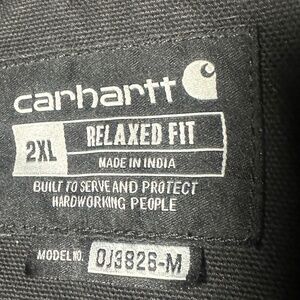 carhartt
2XL
RELAXED FIT
MADE IN INDIA
BUILT TO SERVE AND PROTECT
HARDWORKING PEOPLE
MODEL NO. OJ3826-M